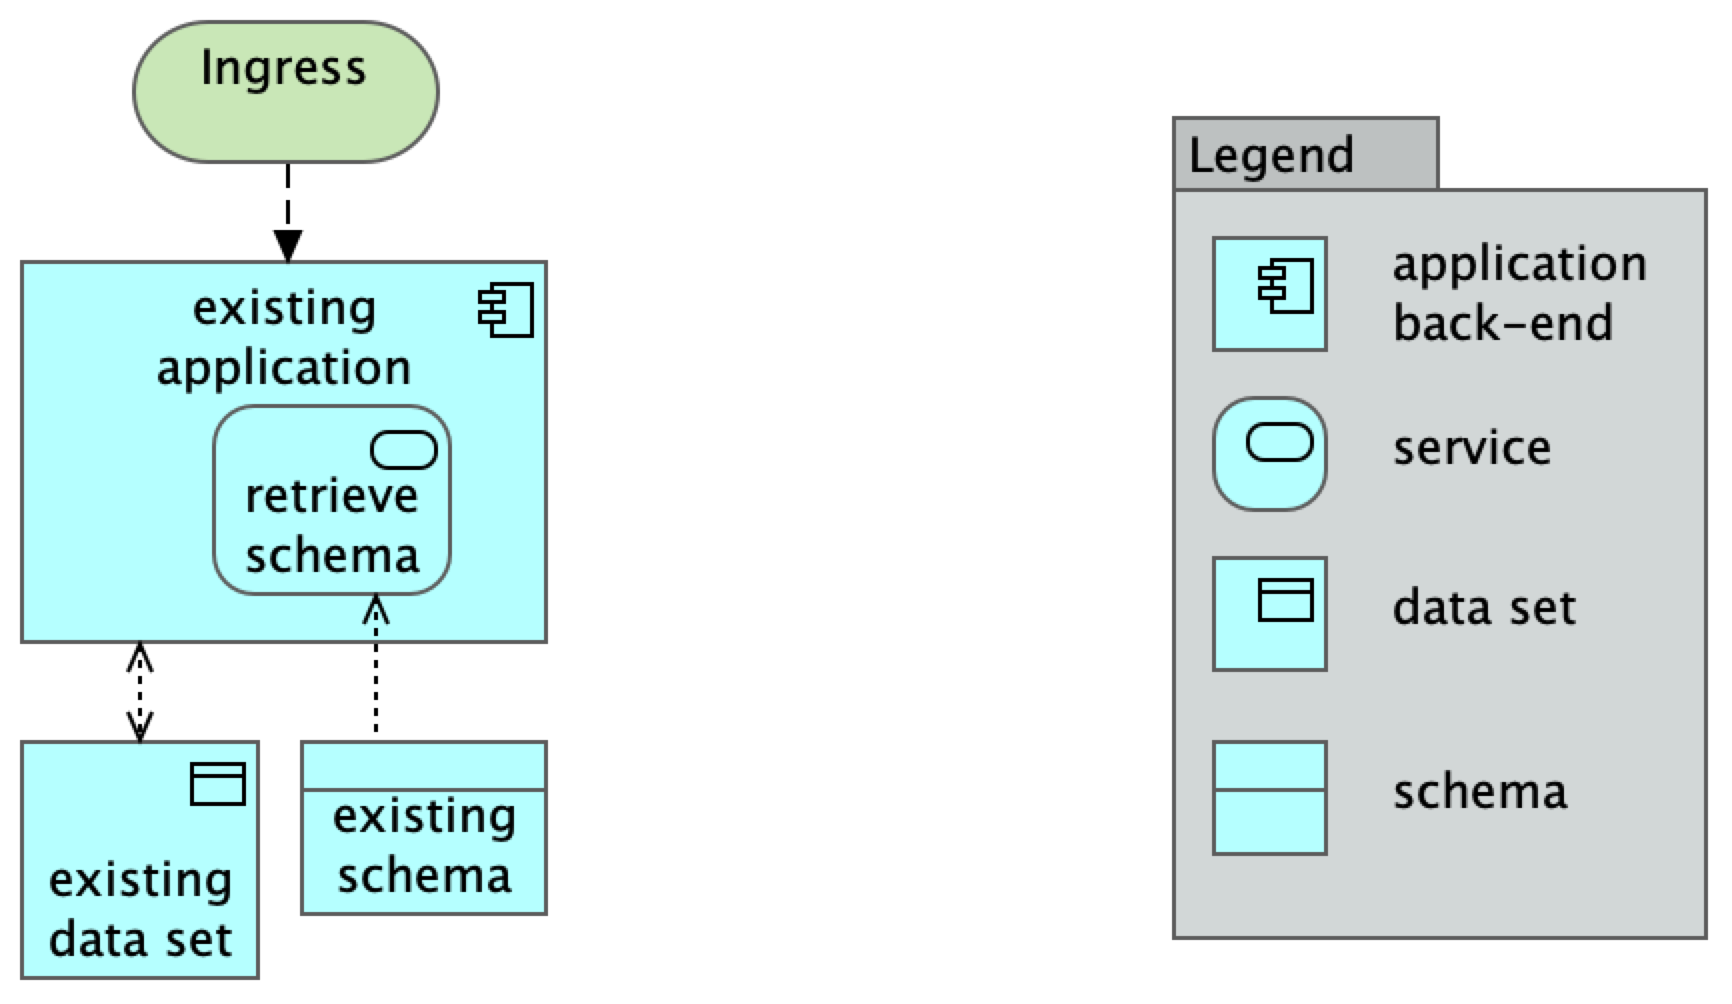 Ingress
existing
application
retrieve
schema
existing
data set
existing
schema
Legend
application
back-end
service
data set
schema